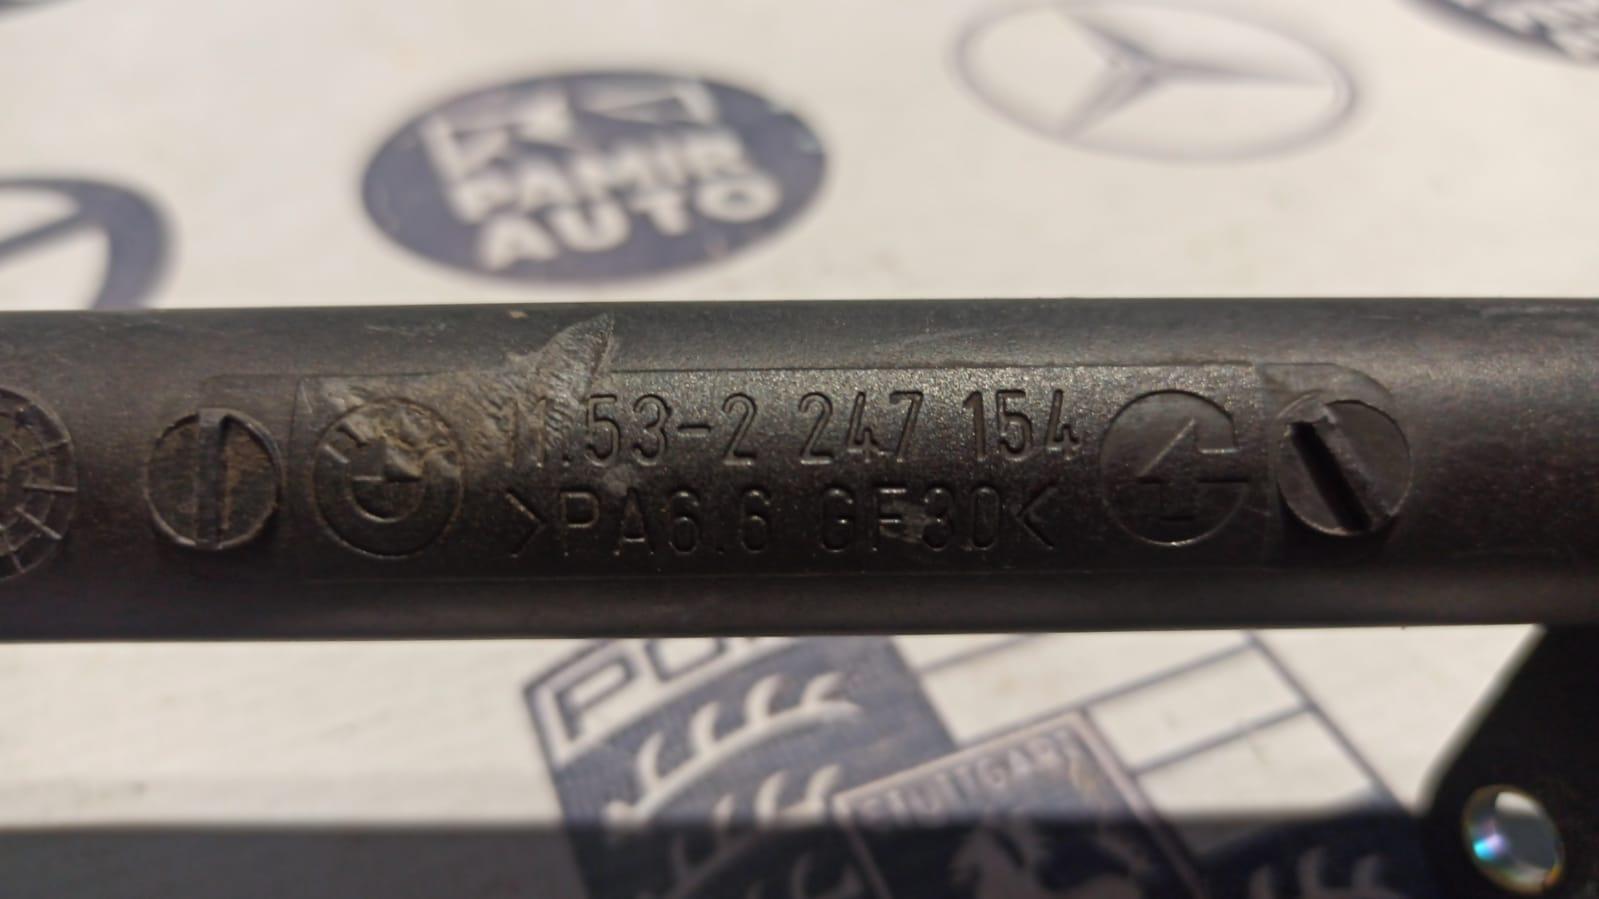 PAMIR
AUTO
11.53-2 247 154
>PA6.6 GF30<
STUTTGART